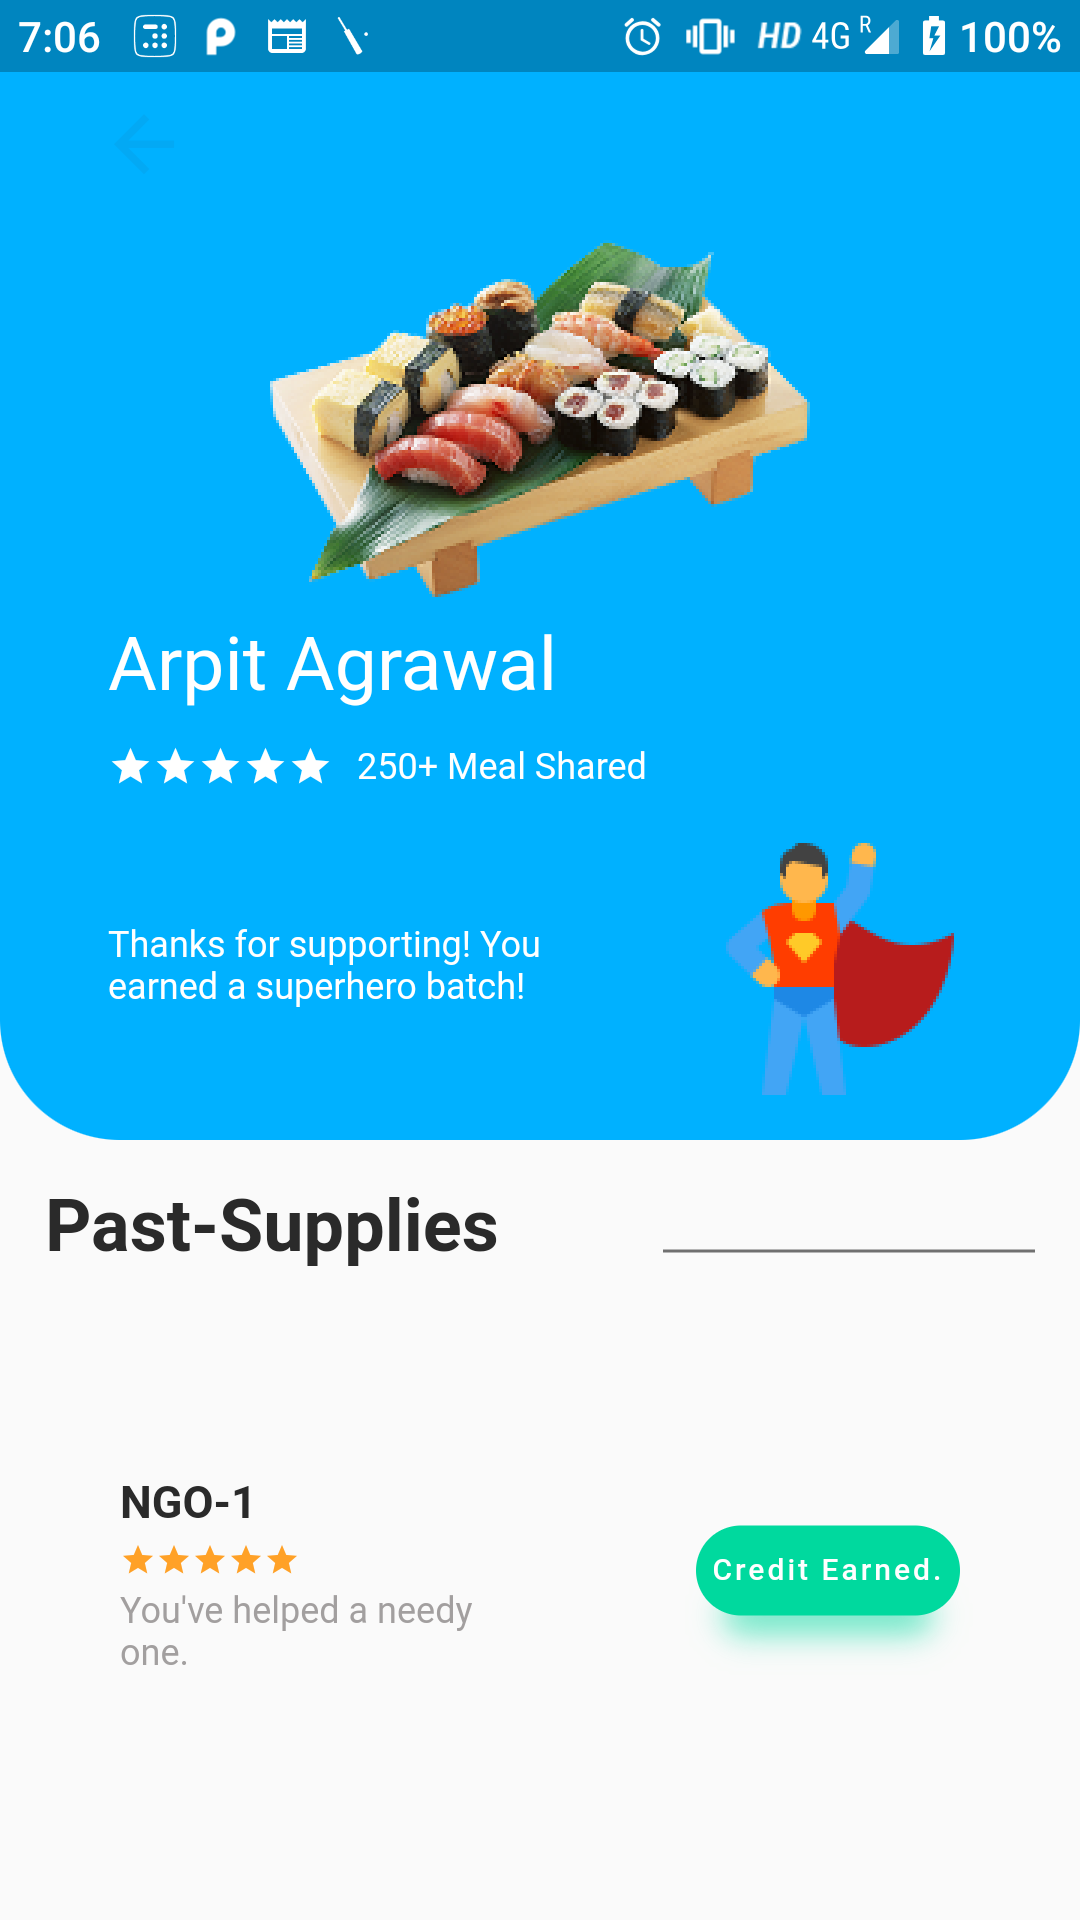 7:06 HD 4G R 100%
Arpit Agrawal
250+ Meal Shared
Thanks for supporting! You
earned a superhero batch!
Past-Supplies
NGO-1
Credit Earned.
You've helped a needy
one.